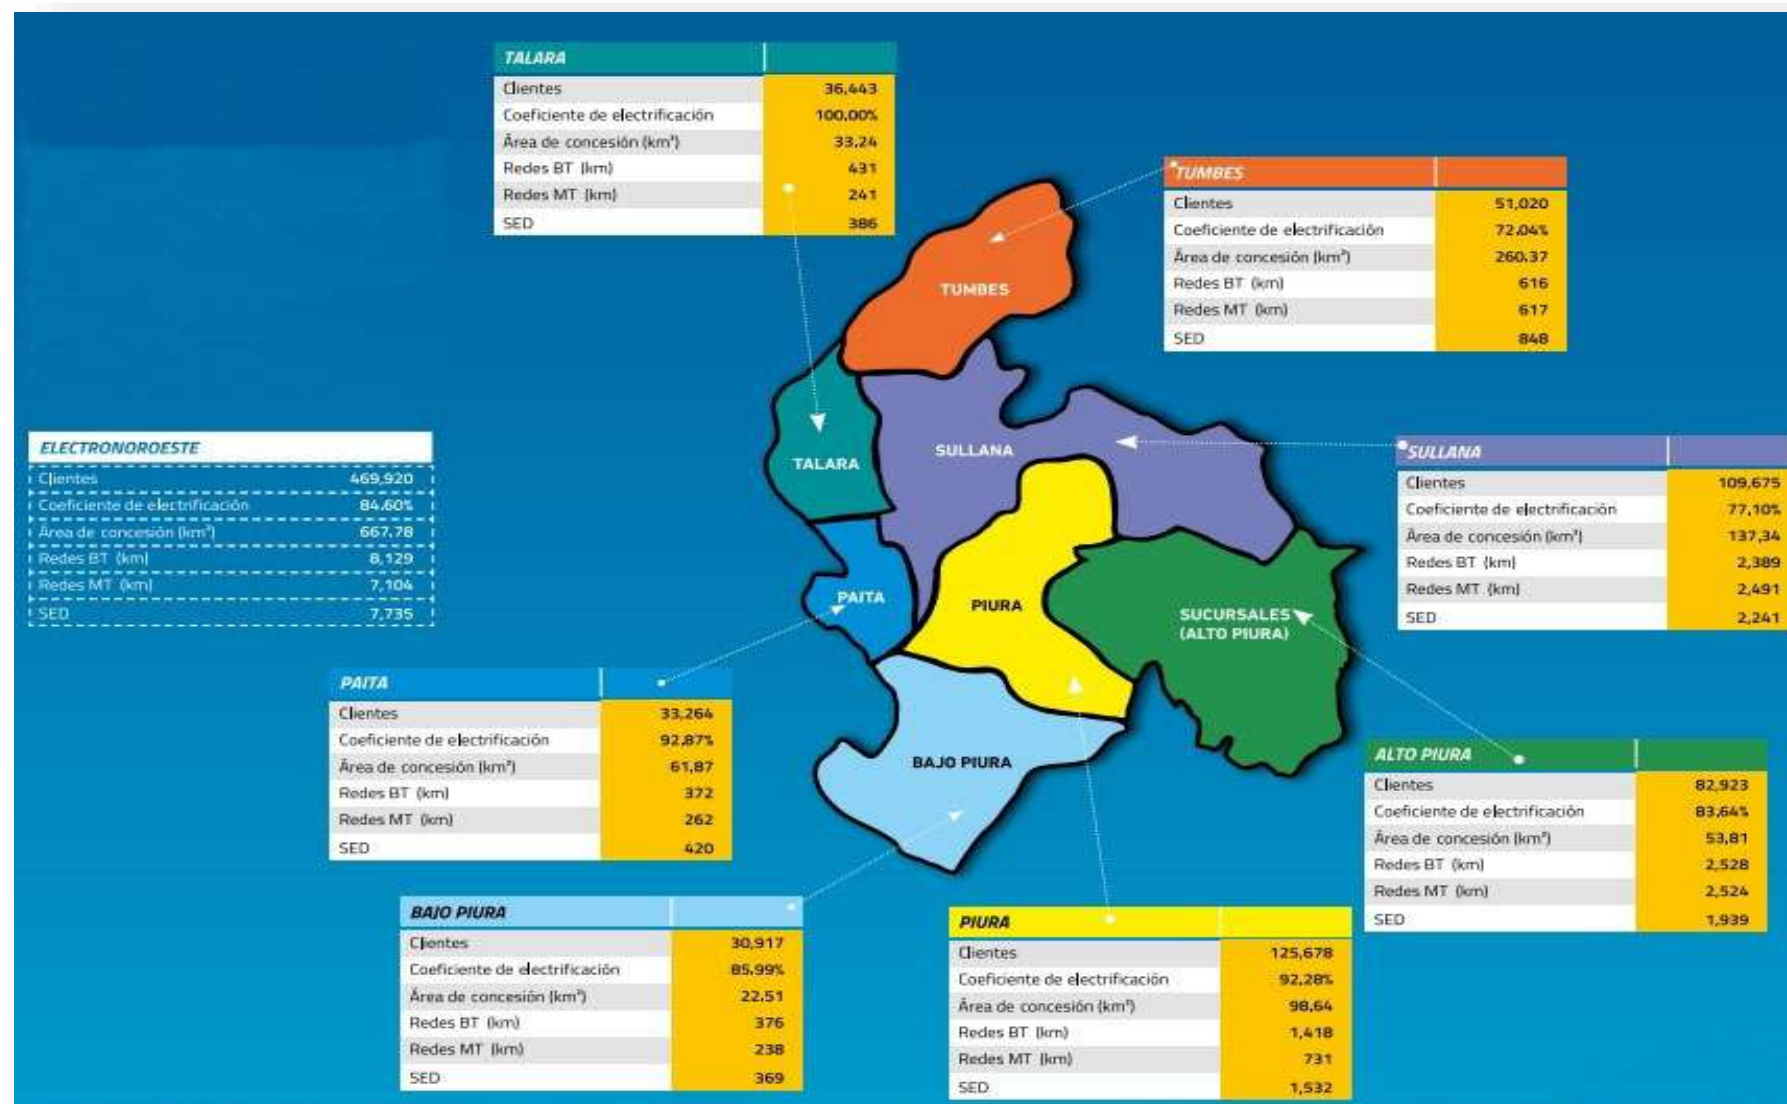 TALARA
Clientes 36,443
Coeficiente de electrificación 100.00%
Área de concesión (km²) 33.24
Redes BT (km) 431
Redes MT (km) 241
SED 386
TUMBES
Clientes 51,020
Coeficiente de electrificación 72.04%
Área de concesión (km²) 260.37
Redes BT (km) 616
Redes MT (km) 617
SED 848
TUMBES
SULLANA
TALARA
PAITA
PIURA
SUCURSALES
(ALTO PIURA)
BAJO PIURA
ELECTRONOROESTE
Clientes 469,920
Coeficiente de electrificación 84.60%
Área de concesión (km²) 667.78
Redes BT (km) 8,129
Redes MT (km) 7,104
SED 7,735
SULLANA
Clientes 109,675
Coeficiente de electrificación 77.10%
Área de concesión (km²) 137.34
Redes BT (km) 2,389
Redes MT (km) 2,491
SED 2,241
PAITA
Clientes 33,264
Coeficiente de electrificación 92.87%
Área de concesión (km²) 61.87
Redes BT (km) 372
Redes MT (km) 262
SED 420
ALTO PIURA
Clientes 82,923
Coeficiente de electrificación 83.64%
Área de concesión (km²) 53.81
Redes BT (km) 2,528
Redes MT (km) 2,524
SED 1,939
BAJO PIURA
Clientes 30,917
Coeficiente de electrificación 85.99%
Área de concesión (km²) 22.51
Redes BT (km) 376
Redes MT (km) 238
SED 369
PIURA
Clientes 125,678
Coeficiente de electrificación 92.28%
Área de concesión (km²) 98.64
Redes BT (km) 1,418
Redes MT (km) 731
SED 1,532